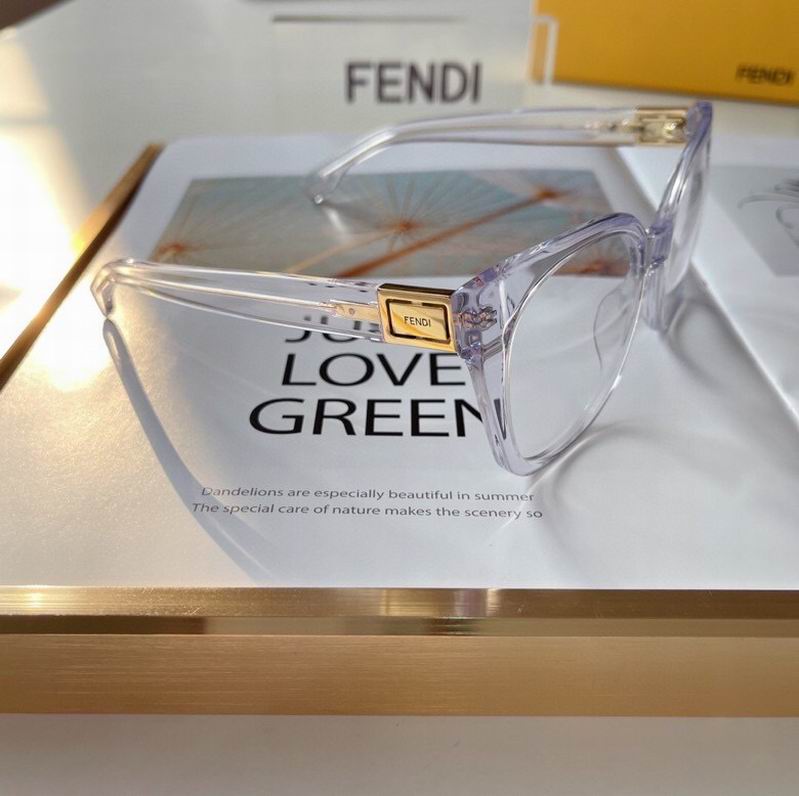 FENDI
FENDI
FENDI
LOVE
GREEN
Dandelions are especially beautiful in summer
The special care of nature makes the scenery so